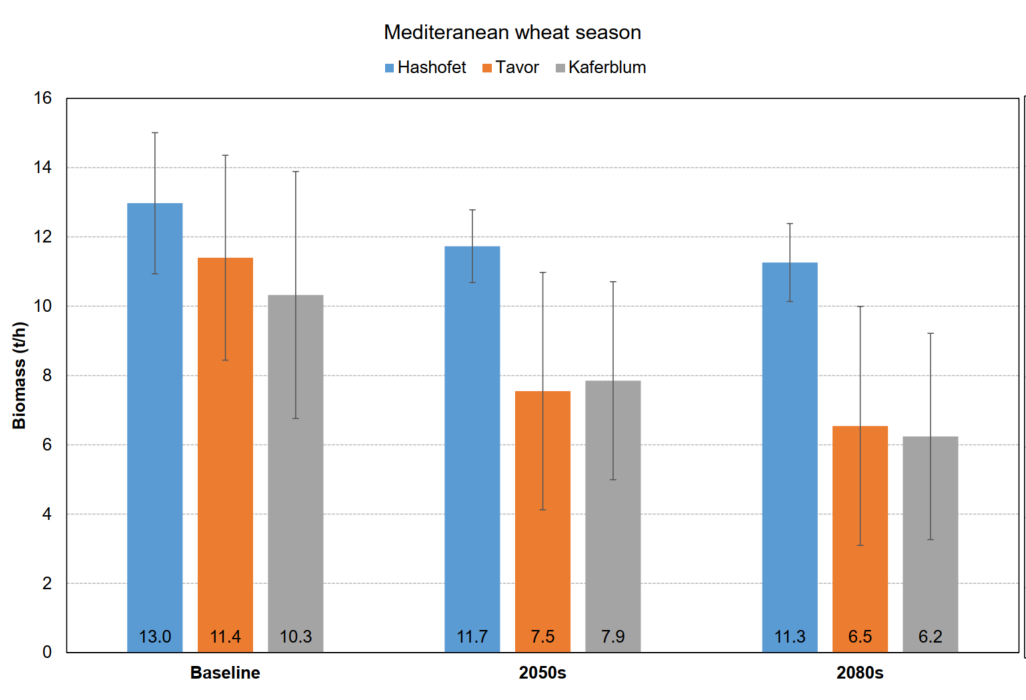 Mediteranean wheat season
Hashofet Tavor Kaferblum
16
14
12
10
8
6
4
2
0
Biomass (t/h)
13.0 11.4 10.3 11.7 7.5 7.9 11.3 6.5 6.2
Baseline 2050s 2080s